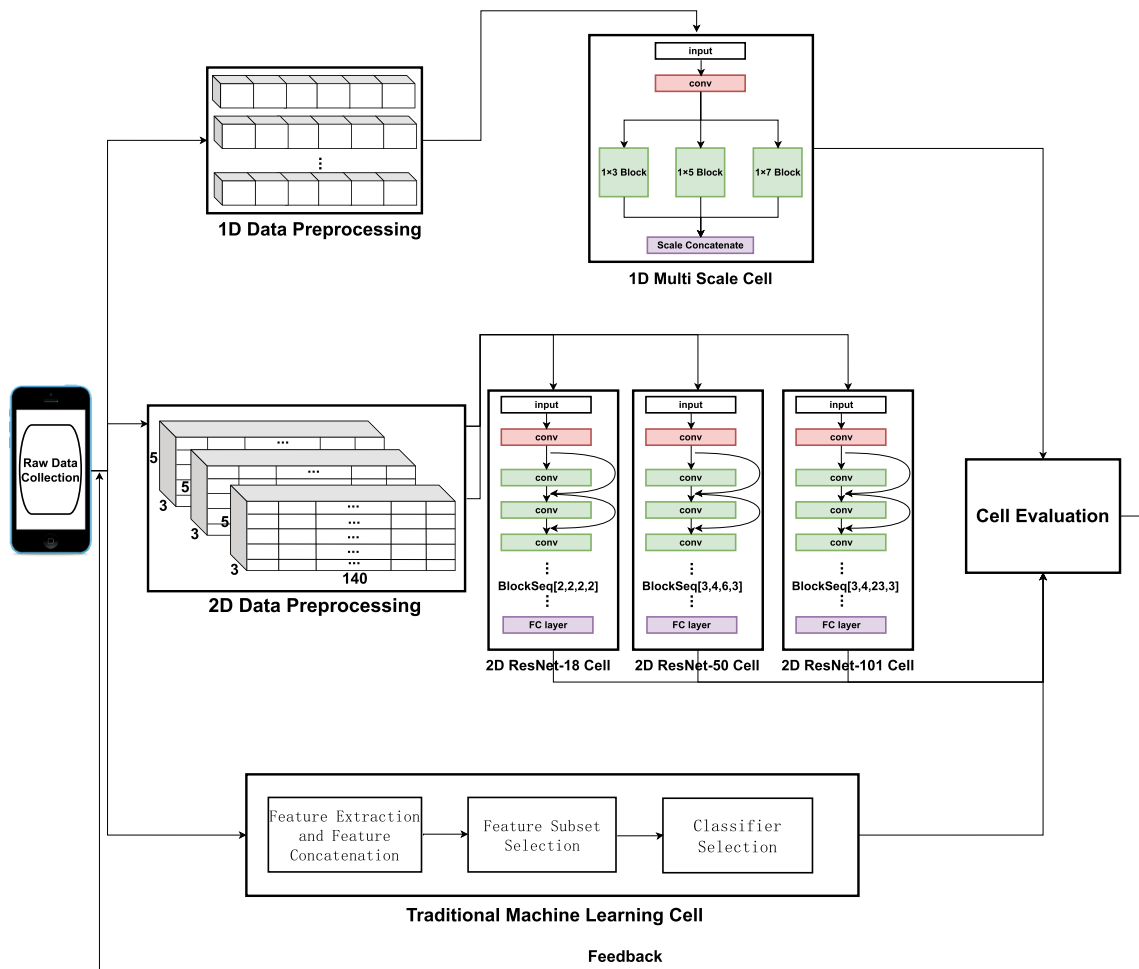 input
conv
1×3 Block
1×5 Block
1×7 Block
Scale Concatenate
1D Multi Scale Cell
⋮
1D Data Preprocessing
Raw Data
Collection
...
5
3
...
5
3
...
5
...
...
...
...
3
140
2D Data Preprocessing
input
conv
conv
conv
conv
⋮
BlockSeq[2,2,2,2]
⋮
FC layer
2D ResNet-18 Cell
input
conv
conv
conv
conv
⋮
BlockSeq[3,4,6,3]
⋮
FC layer
2D ResNet-50 Cell
input
conv
conv
conv
conv
⋮
BlockSeq[3,4,23,3]
⋮
FC layer
2D ResNet-101 Cell
Cell Evaluation
Feature Extraction
and Feature
Concatenation
Feature Subset
Selection
Classifier
Selection
Traditional Machine Learning Cell
Feedback